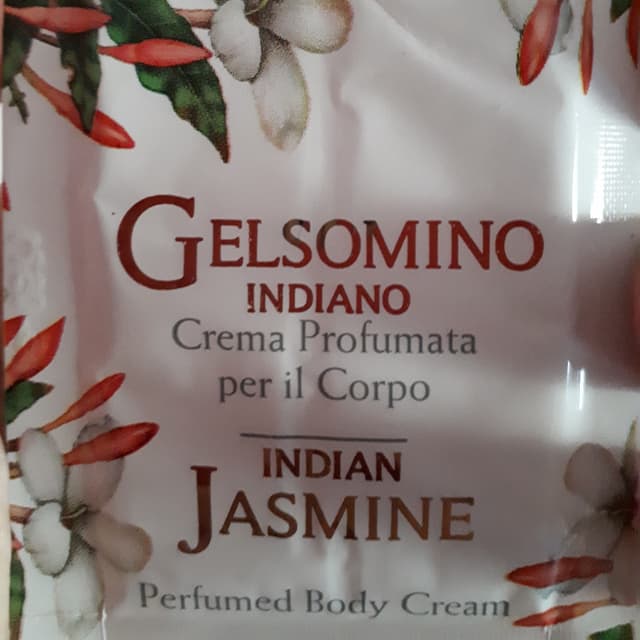 GELSOMINO
INDIANO
Crema Profumata
per il Corpo
INDIAN
JASMINE
Perfumed Body Cream